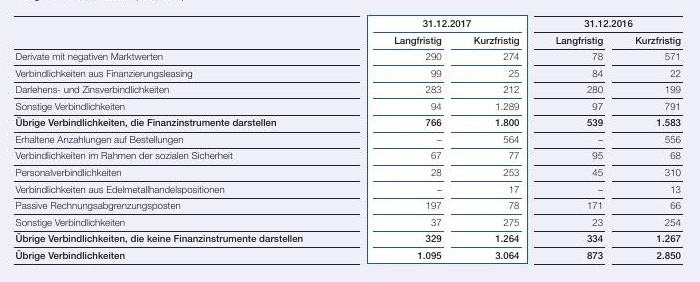 31.12.2017 31.12.2016
Langfristig Kurzfristig Langfristig Kurzfristig
Derivate mit negativen Marktwerten 290 274 78 571
Verbindlichkeiten aus Finanzierungsleasing 99 25 84 22
Darlehens- und Zinsverbindlichkeiten 283 212 280 199
Sonstige Verbindlichkeiten 94 1.289 97 791
Übrige Verbindlichkeiten, die Finanzinstrumente darstellen 766 1.800 539 1.583
Erhaltene Anzahlungen auf Bestellungen – 564 – 556
Verbindlichkeiten im Rahmen der sozialen Sicherheit 67 77 95 68
Personalverbindlichkeiten 28 253 45 310
Verbindlichkeiten aus Edelmetallhandelspositionen – 17 – 13
Passive Rechnungsabgrenzungsposten 197 78 171 66
Sonstige Verbindlichkeiten 37 275 23 254
Übrige Verbindlichkeiten, die keine Finanzinstrumente darstellen 329 1.264 334 1.267
Übrige Verbindlichkeiten 1.095 3.064 873 2.850